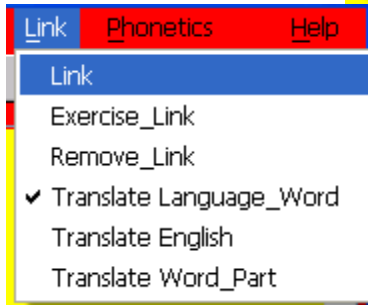 Link Phonetics Help
Link
Exercise_Link
Remove_Link
Translate Language_Word
Translate English
Translate Word_Part